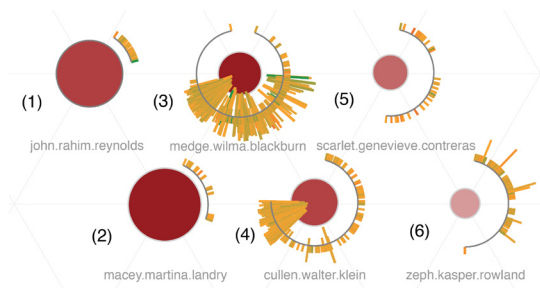 (1)
(3)
(5)
john.rahim.reynolds
medge.wilma.blackburn
scarlet.genevieve.contreras
(2)
(4)
(6)
macey.martina.landry
cullen.walter.klein
zeph.kasper.rowland